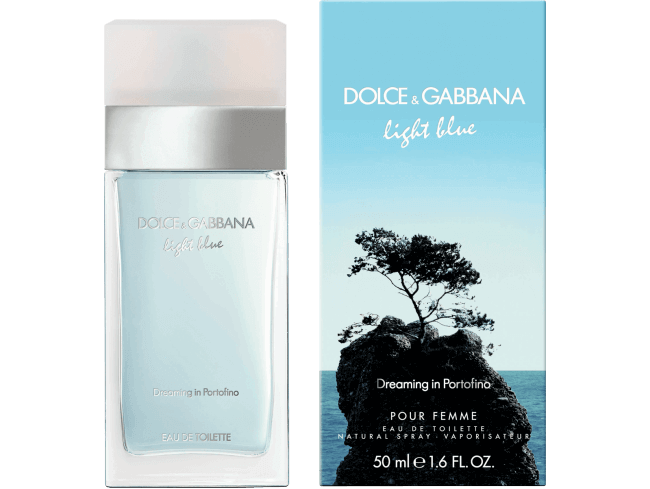 DOLCE & GABBANA
light blue
Dreaming in Portofino
EAU DE TOILETTE
DOLCE & GABBANA
light blue
Dreaming in Portofino
POUR FEMME
EAU DE TOILETTE
NATURAL SPRAY - VAPORISATEUR
50 ml e 1.6 FL. OZ.